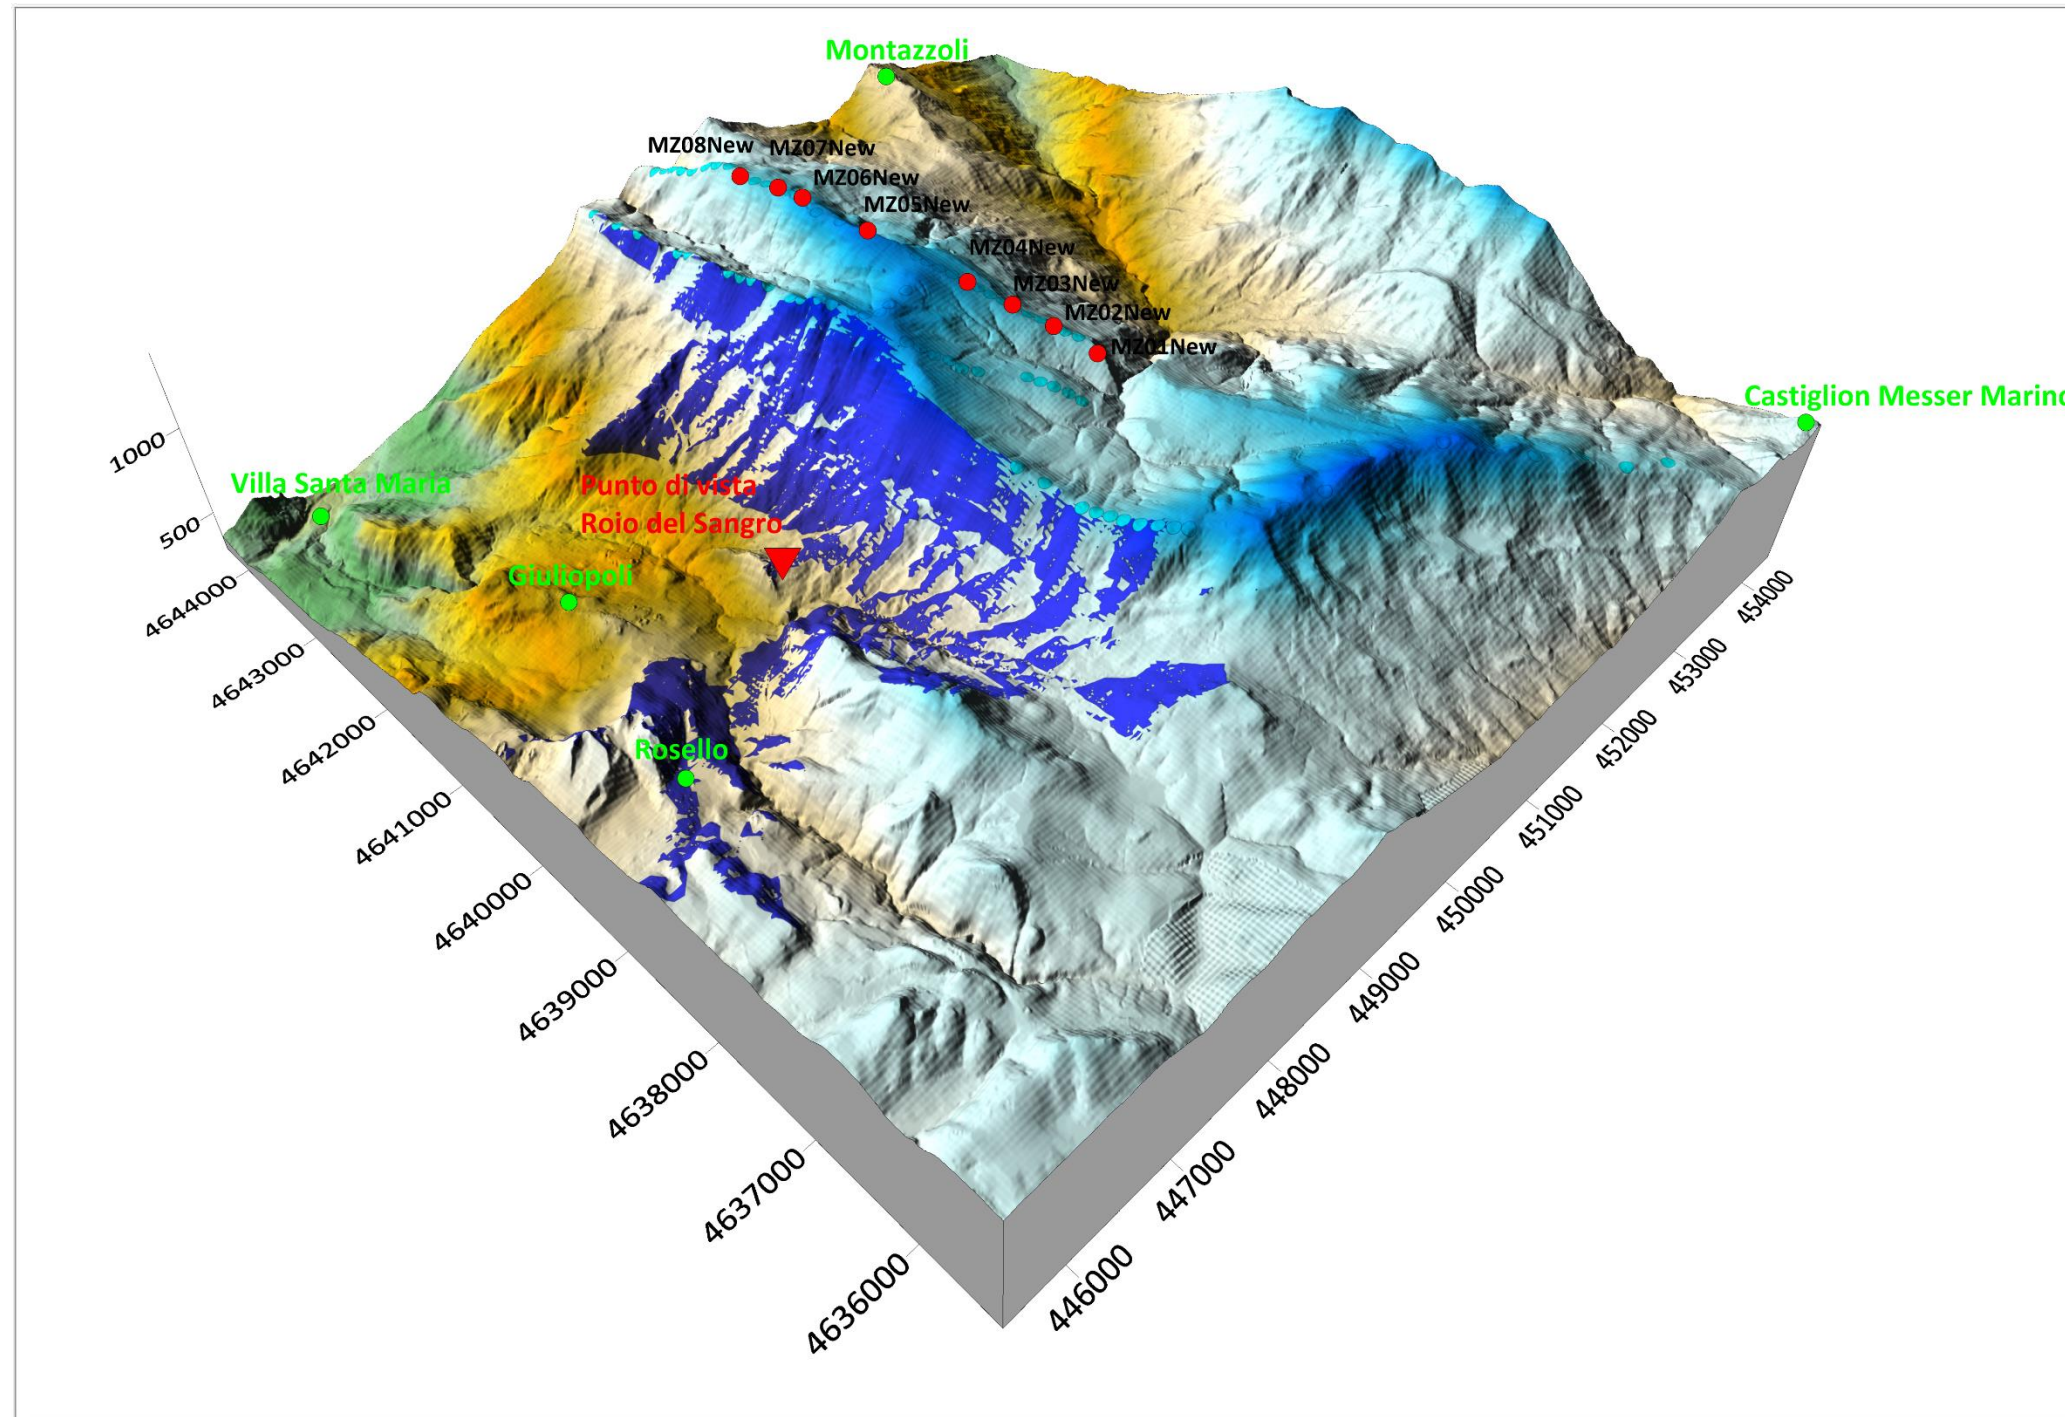 Montazzoli
MZ08New
MZ07New
MZ06New
MZ05New
MZ04New
MZ03New
MZ02New
MZ01New
Castiglion Messer Marino
Villa Santa Maria
Punto di vista
Roio del Sangro
Giuliopoli
Rosello
1000
500
4644000
4643000
4642000
4641000
4640000
4639000
4638000
4637000
4636000
446000
447000
448000
449000
450000
451000
452000
453000
454000